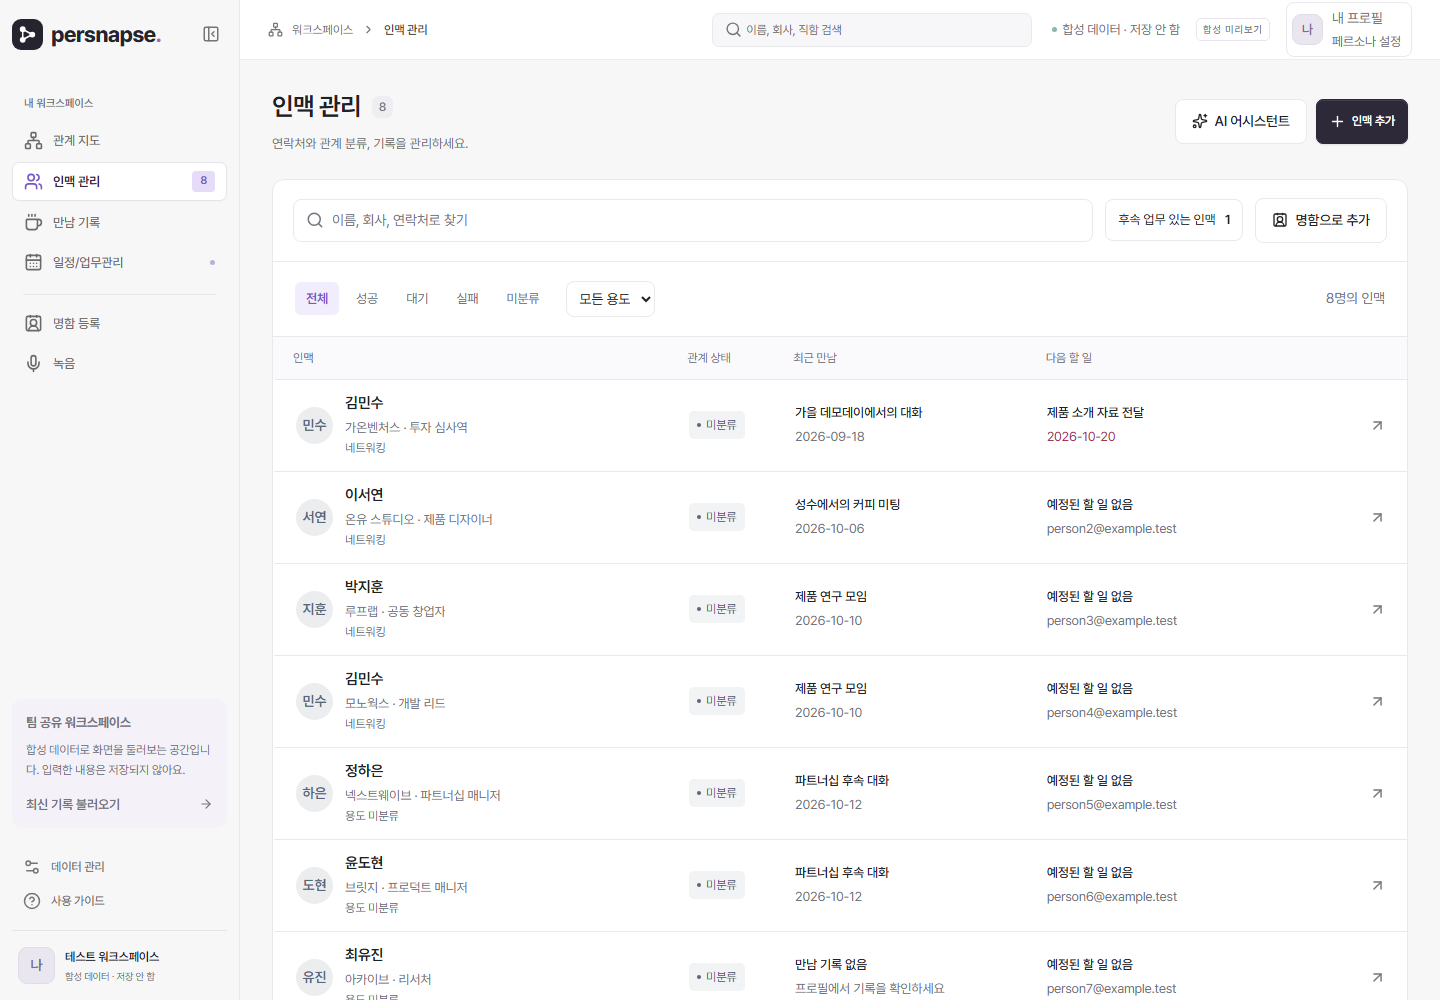 persnapse.
내 워크스페이스
관계 지도
인맥 관리 8
만남 기록
일정/업무관리
명함 등록
녹음
팀 공유 워크스페이스
합성 데이터로 화면을 둘러보는 공간입니
다. 입력한 내용은 저장되지 않아요.
최신 기록 불러오기
데이터 관리
사용 가이드
나 테스트 워크스페이스
합성 데이터 · 저장 안 함
워크스페이스 인맥 관리
이름, 회사, 직함 검색
합성 데이터 · 저장 안 함
합성 미리보기
나 내 프로필
페르소나 설정
인맥 관리 8
연락처와 관계 분류, 기록을 관리하세요.
AI 어시스턴트
인맥 추가
이름, 회사, 연락처로 찾기
후속 업무 있는 인맥 1
명함으로 추가
전체 성공 대기 실패 미분류 모든 용도
8명의 인맥
인맥 관계 상태 최근 만남 다음 할 일
민수 김민수
가온벤처스 · 투자 심사역
네트워킹
미분류
가을 데모데이에서의 대화
2026-09-18
제품 소개 자료 전달
2026-10-20
서연 이서연
온유 스튜디오 · 제품 디자이너
네트워킹
미분류
성수에서의 커피 미팅
2026-10-06
예정된 할 일 없음
person2@example.test
지훈 박지훈
루프랩 · 공동 창업자
네트워킹
미분류
제품 연구 모임
2026-10-10
예정된 할 일 없음
person3@example.test
민수 김민수
모노웍스 · 개발 리드
네트워킹
미분류
제품 연구 모임
2026-10-10
예정된 할 일 없음
person4@example.test
하은 정하은
넥스트웨이브 · 파트너십 매니저
용도 미분류
미분류
파트너십 후속 대화
2026-10-12
예정된 할 일 없음
person5@example.test
도현 윤도현
브릿지 · 프로덕트 매니저
용도 미분류
미분류
파트너십 후속 대화
2026-10-12
예정된 할 일 없음
person6@example.test
유진 최유진
아카이브 · 리서처
용도 미분류
미분류
만남 기록 없음
프로필에서 기록을 확인하세요
예정된 할 일 없음
person7@example.test